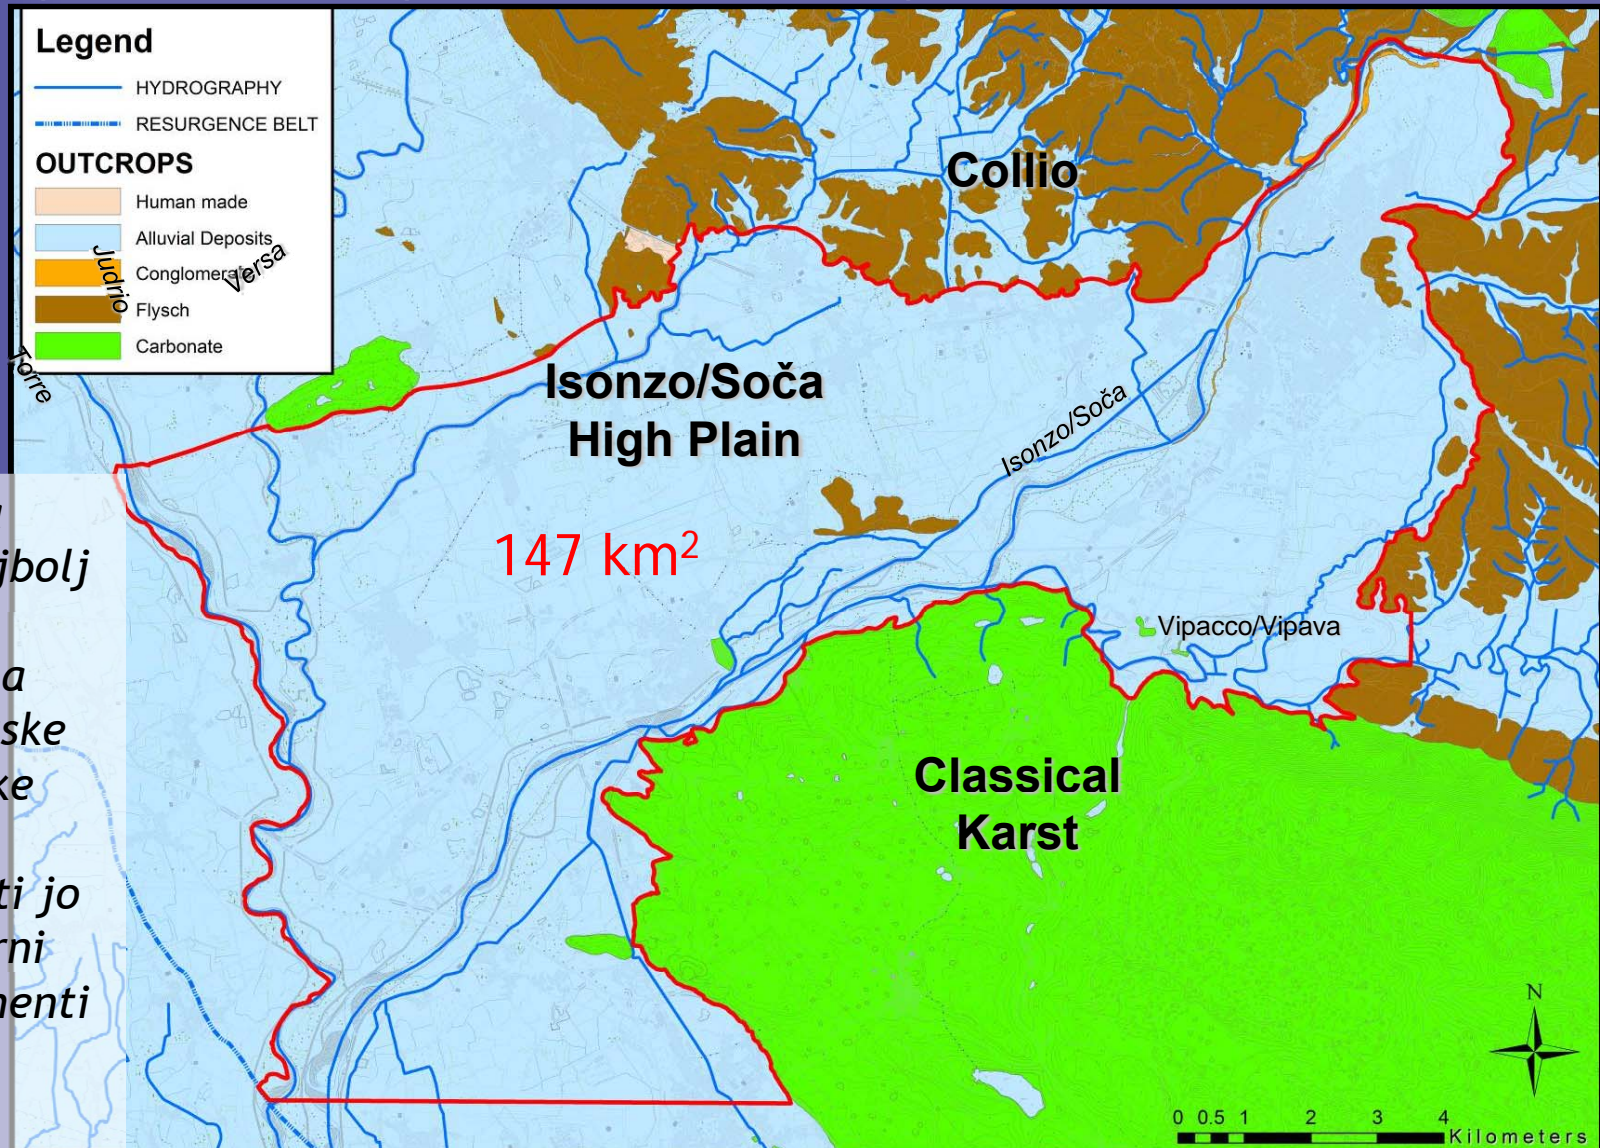 Legend
HYDROGRAPHY
RESURGENCE BELT
OUTCROPS
Human made
Alluvial Deposits
Flysch
Carbonate
Judrio
Versa
Torre
Collio
Isonzo/Soča
High Plain
Isonzo/Soča
147 km²
Vipacco/Vipava
Classical
Karst
jbolj
a
ske
ke
ti jo
rni
menti
N
0 0.5 1 2 3 4
Kilometers